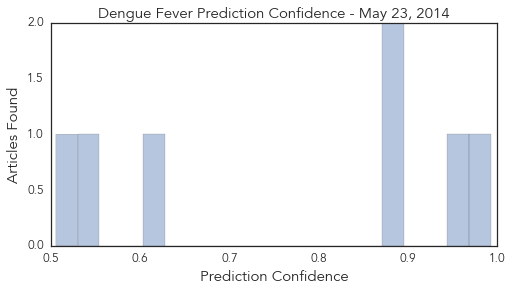 Dengue Fever Prediction Confidence - May 23, 2014
2.0
1.5
1.0
0.5
0.0
Articles Found
0.5 0.6 0.7 0.8 0.9 1.0
Prediction Confidence